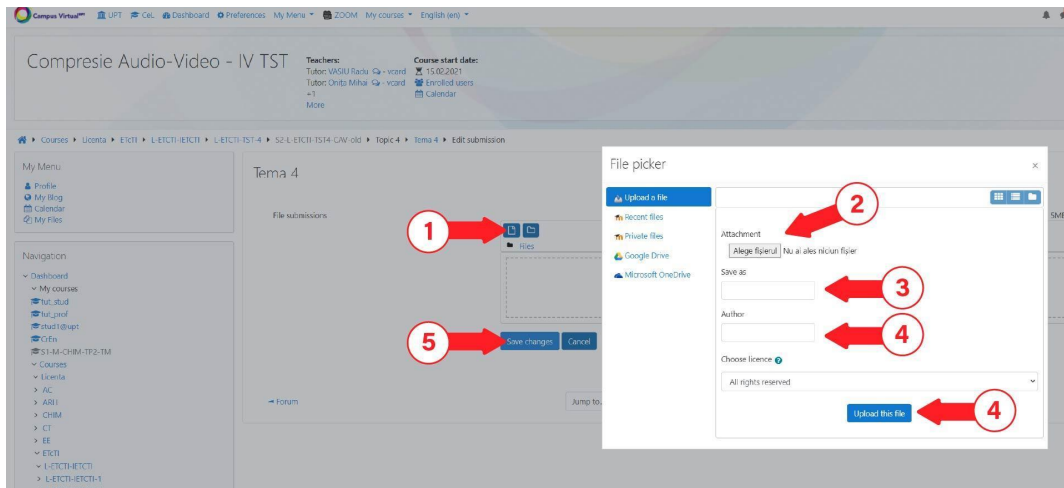 Campus Virtual UPT CeL Dashboard Preferences My Menu ZOOM My courses English (en)
Compresie Audio-Video - IV TST
Teachers:
Tutor: VASIU Radu - vcard
Tutor: Onita Mihai - vcard
+1
More
Course start date:
15.02.2021
Enrolled users
Calendar
Courses Licenta ETcTI L-ETCTI-IETCTI L-ETCTI-TST-4 S2-L-ETCTI-TST4-CAV-old Topic 4 Tema 4 Edit submission
My Menu
Profile
My Blog
Calendar
My Files
Navigation
Dashboard
My courses
tut_stud
tut_prof
ztud1@upt
CrEn
S1-M-CHIM-TP2-TM
Courses
Licenta
AC
ARH
CHIM
CT
EE
ETcTI
L-ETCTI-IETCTI
L-ETCTI-IETCTI-1
Tema 4
File submissions
1
Files
5
Save changes Cancel
Forum
Jump to...
File picker ×
Upload a file
Recent files
Private files
Google Drive
Microsoft OneDrive
2
Attachment
Alege fișierul Nu ai ales niciun fișier
Save as
3
Author
4
Choose licence
All rights reserved
Upload this file
4